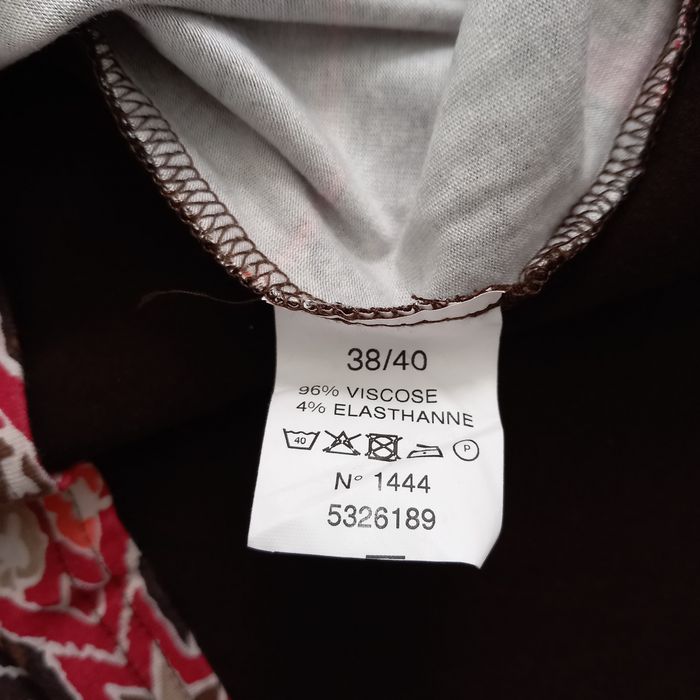 38/40
96% VISCOSE
4% ELASTHANNE
40 P
N° 1444
5326189